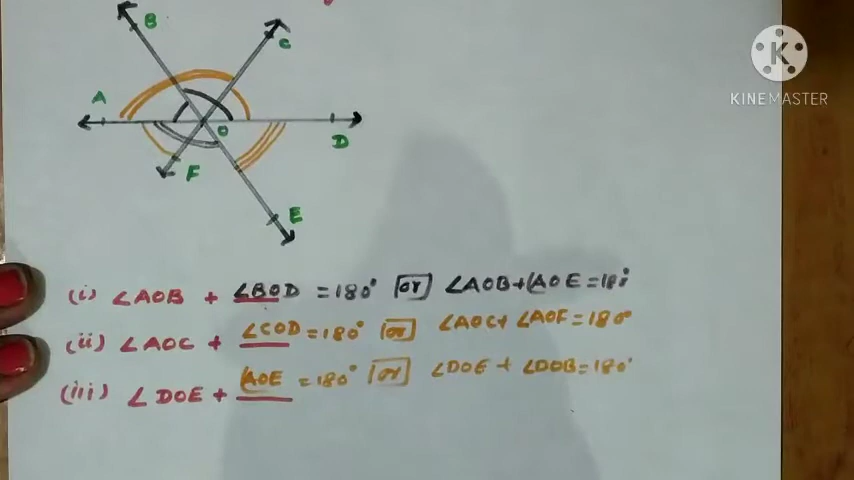 B
C
K
KINEMASTER
A
O
D
F
E
(i) ∠AOB + ∠BOD = 180° or ∠AOB + ∠AOE = 180°
(ii) ∠AOC + ∠COD = 180° or ∠AOC + ∠AOF = 180°
(iii) ∠DOE + ∠AOE = 180° or ∠DOE + ∠DOB = 180°